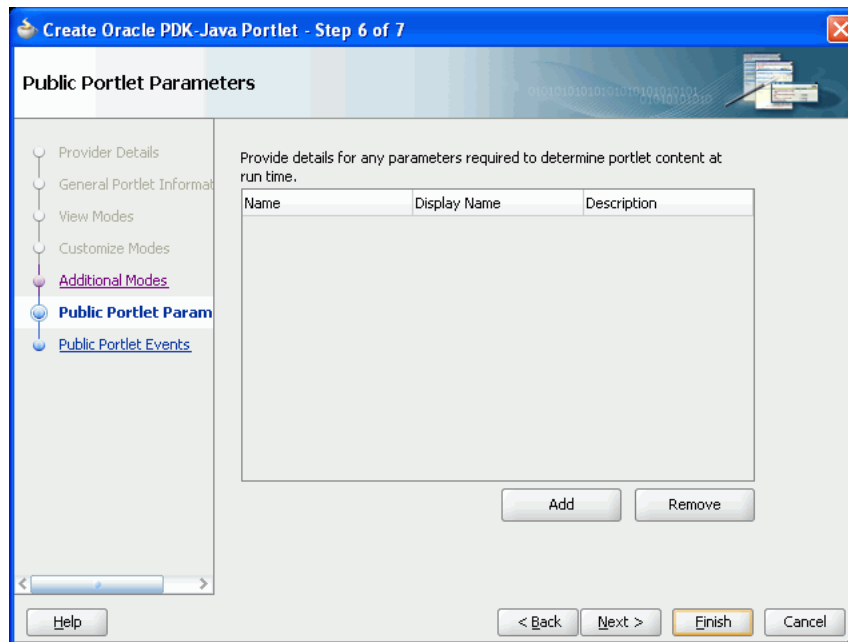 Create Oracle PDK-Java Portlet - Step 6 of 7
Public Portlet Parameters
Provider Details
General Portlet Informat
View Modes
Customize Modes
Additional Modes
Public Portlet Param
Public Portlet Events
Provide details for any parameters required to determine portlet content at
run time.
Name Display Name Description
Add Remove
Help < Back Next > Finish Cancel